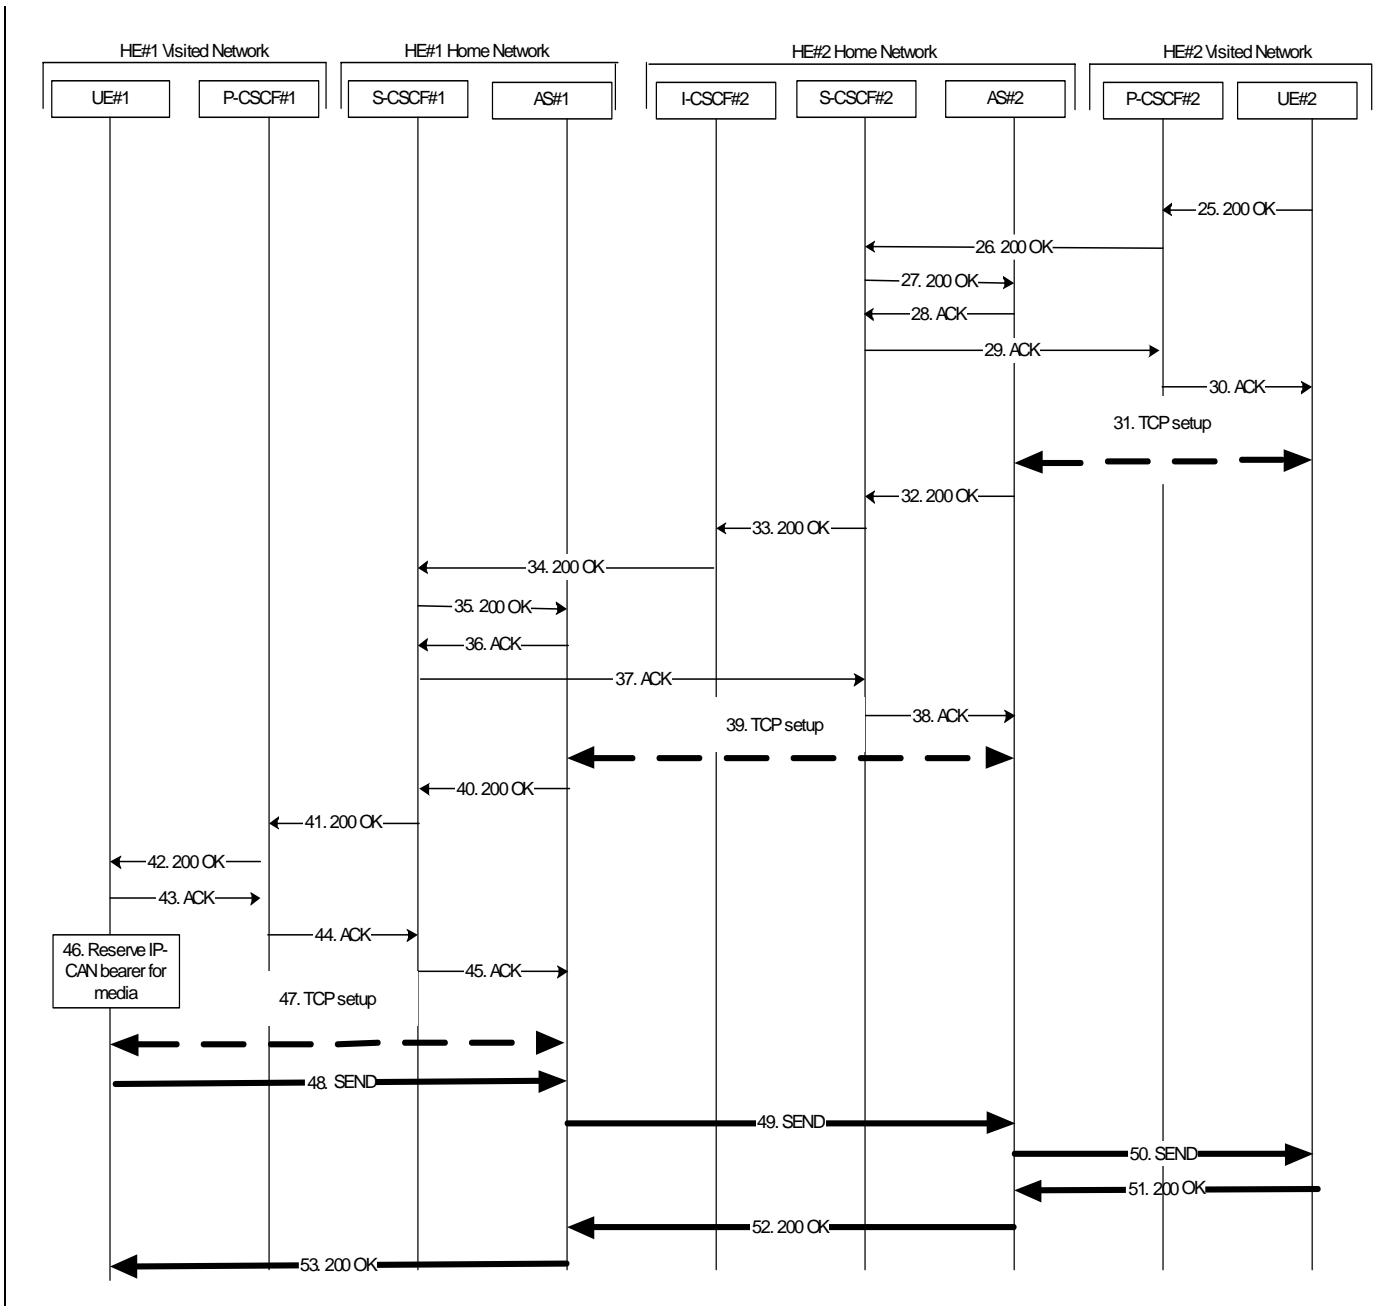 HE#1 Visited Network
HE#1 Home Network
HE#2 Home Network
HE#2 Visited Network
UE#1
P-CSCF#1
S-CSCF#1
AS#1
I-CSCF#2
S-CSCF#2
AS#2
P-CSCF#2
UE#2
25. 200 OK
26. 200 OK
27. 200 OK
28. ACK
29. ACK
30. ACK
31. TCP setup
32. 200 OK
33. 200 OK
34. 200 OK
35. 200 OK
36. ACK
37. ACK
38. ACK
39. TCP setup
40. 200 OK
41. 200 OK
42. 200 OK
43. ACK
44. ACK
45. ACK
46. Reserve IP-
CAN bearer for
media
47. TCP setup
48. SEND
49. SEND
50. SEND
51. 200 OK
52. 200 OK
53. 200 OK